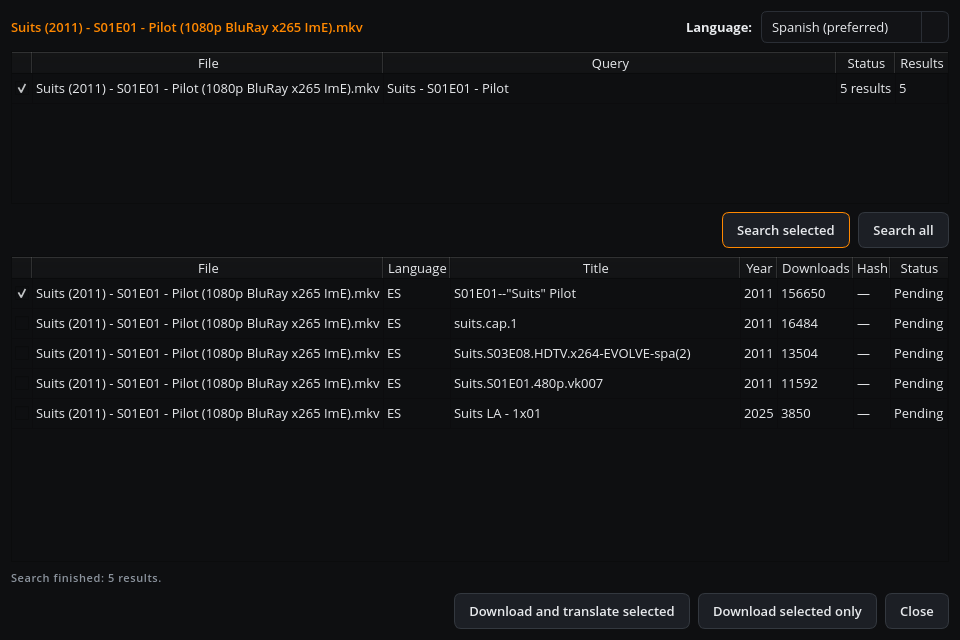 Suits (2011) - S01E01 - Pilot (1080p BluRay x265 ImE).mkv Language: Spanish (preferred)
File Query Status Results
✓ Suits (2011) - S01E01 - Pilot (1080p BluRay x265 ImE).mkv Suits - S01E01 - Pilot 5 results 5
Search selected Search all
File Language Title Year Downloads Hash Status
✓ Suits (2011) - S01E01 - Pilot (1080p BluRay x265 ImE).mkv ES S01E01--"Suits" Pilot 2011 156650 — Pending
Suits (2011) - S01E01 - Pilot (1080p BluRay x265 ImE).mkv ES suits.cap.1 2011 16484 — Pending
Suits (2011) - S01E01 - Pilot (1080p BluRay x265 ImE).mkv ES Suits.S03E08.HDTV.x264-EVOLVE-spa(2) 2011 13504 — Pending
Suits (2011) - S01E01 - Pilot (1080p BluRay x265 ImE).mkv ES Suits.S01E01.480p.vk007 2011 11592 — Pending
Suits (2011) - S01E01 - Pilot (1080p BluRay x265 ImE).mkv ES Suits LA - 1x01 2025 3850 — Pending
Search finished: 5 results.
Download and translate selected Download selected only Close